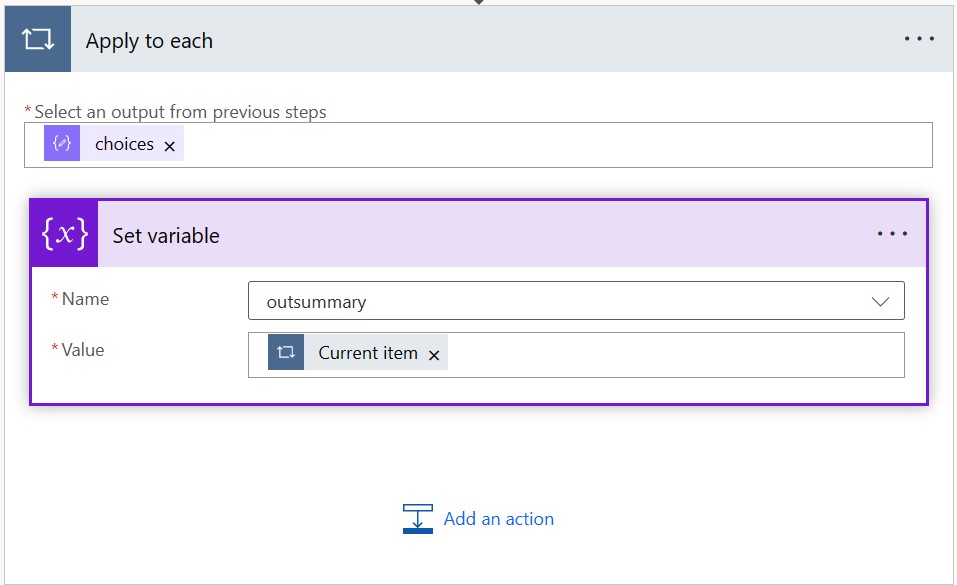 Apply to each
* Select an output from previous steps
choices ×
{x} Set variable
* Name
outsummary
* Value
Current item ×
Add an action